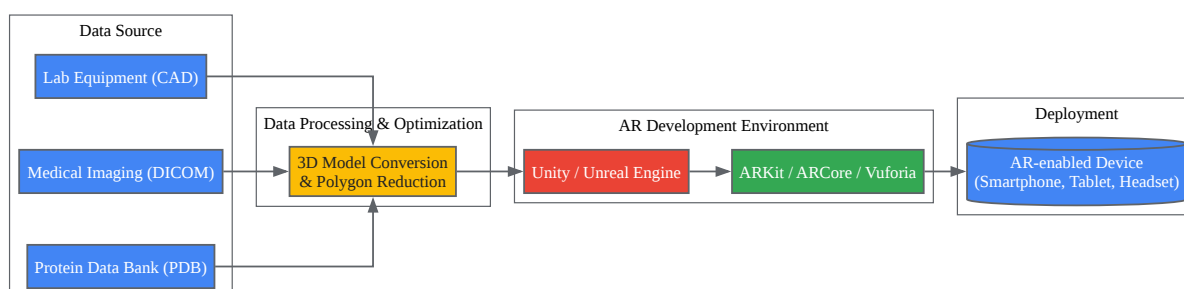 Data Source
Lab Equipment (CAD)
Medical Imaging (DICOM)
Protein Data Bank (PDB)
Data Processing & Optimization
3D Model Conversion
& Polygon Reduction
AR Development Environment
Unity / Unreal Engine
ARKit / ARCore / Vuforia
Deployment
AR-enabled Device
(Smartphone, Tablet, Headset)